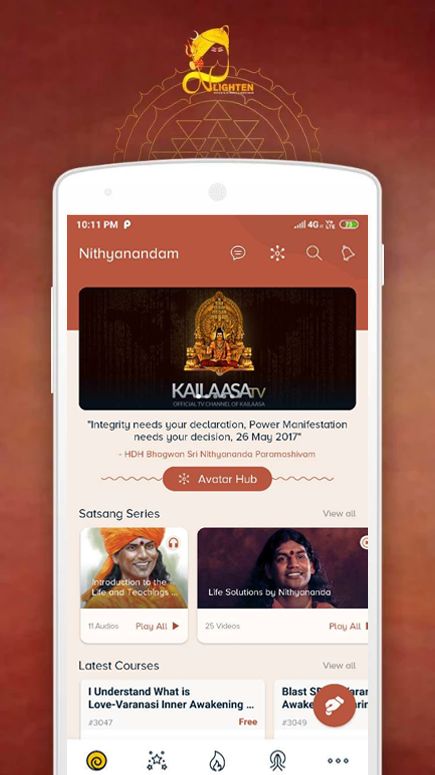 LIGHTEN
10:11 PM P
4G
Vo LTE
73
Nithyanandam
KAILAASA TV
OFFICIAL TV CHANNEL OF KAILAASA
"Integrity needs your declaration, Power Manifestation
needs your decision, 26 May 2017"
- HDH Bhagwan Sri Nithyananda Paramashivam
Avatar Hub
Satsang Series
View all
Introduction to the
Life and Teachings ...
Life Solutions by Nithyananda
11 Audios
Play All
25 Videos
Play All
Latest Courses
View all
I Understand What is
Love-Varanasi Inner Awakening ...
#3047
Free
Blast
Awake
#3049